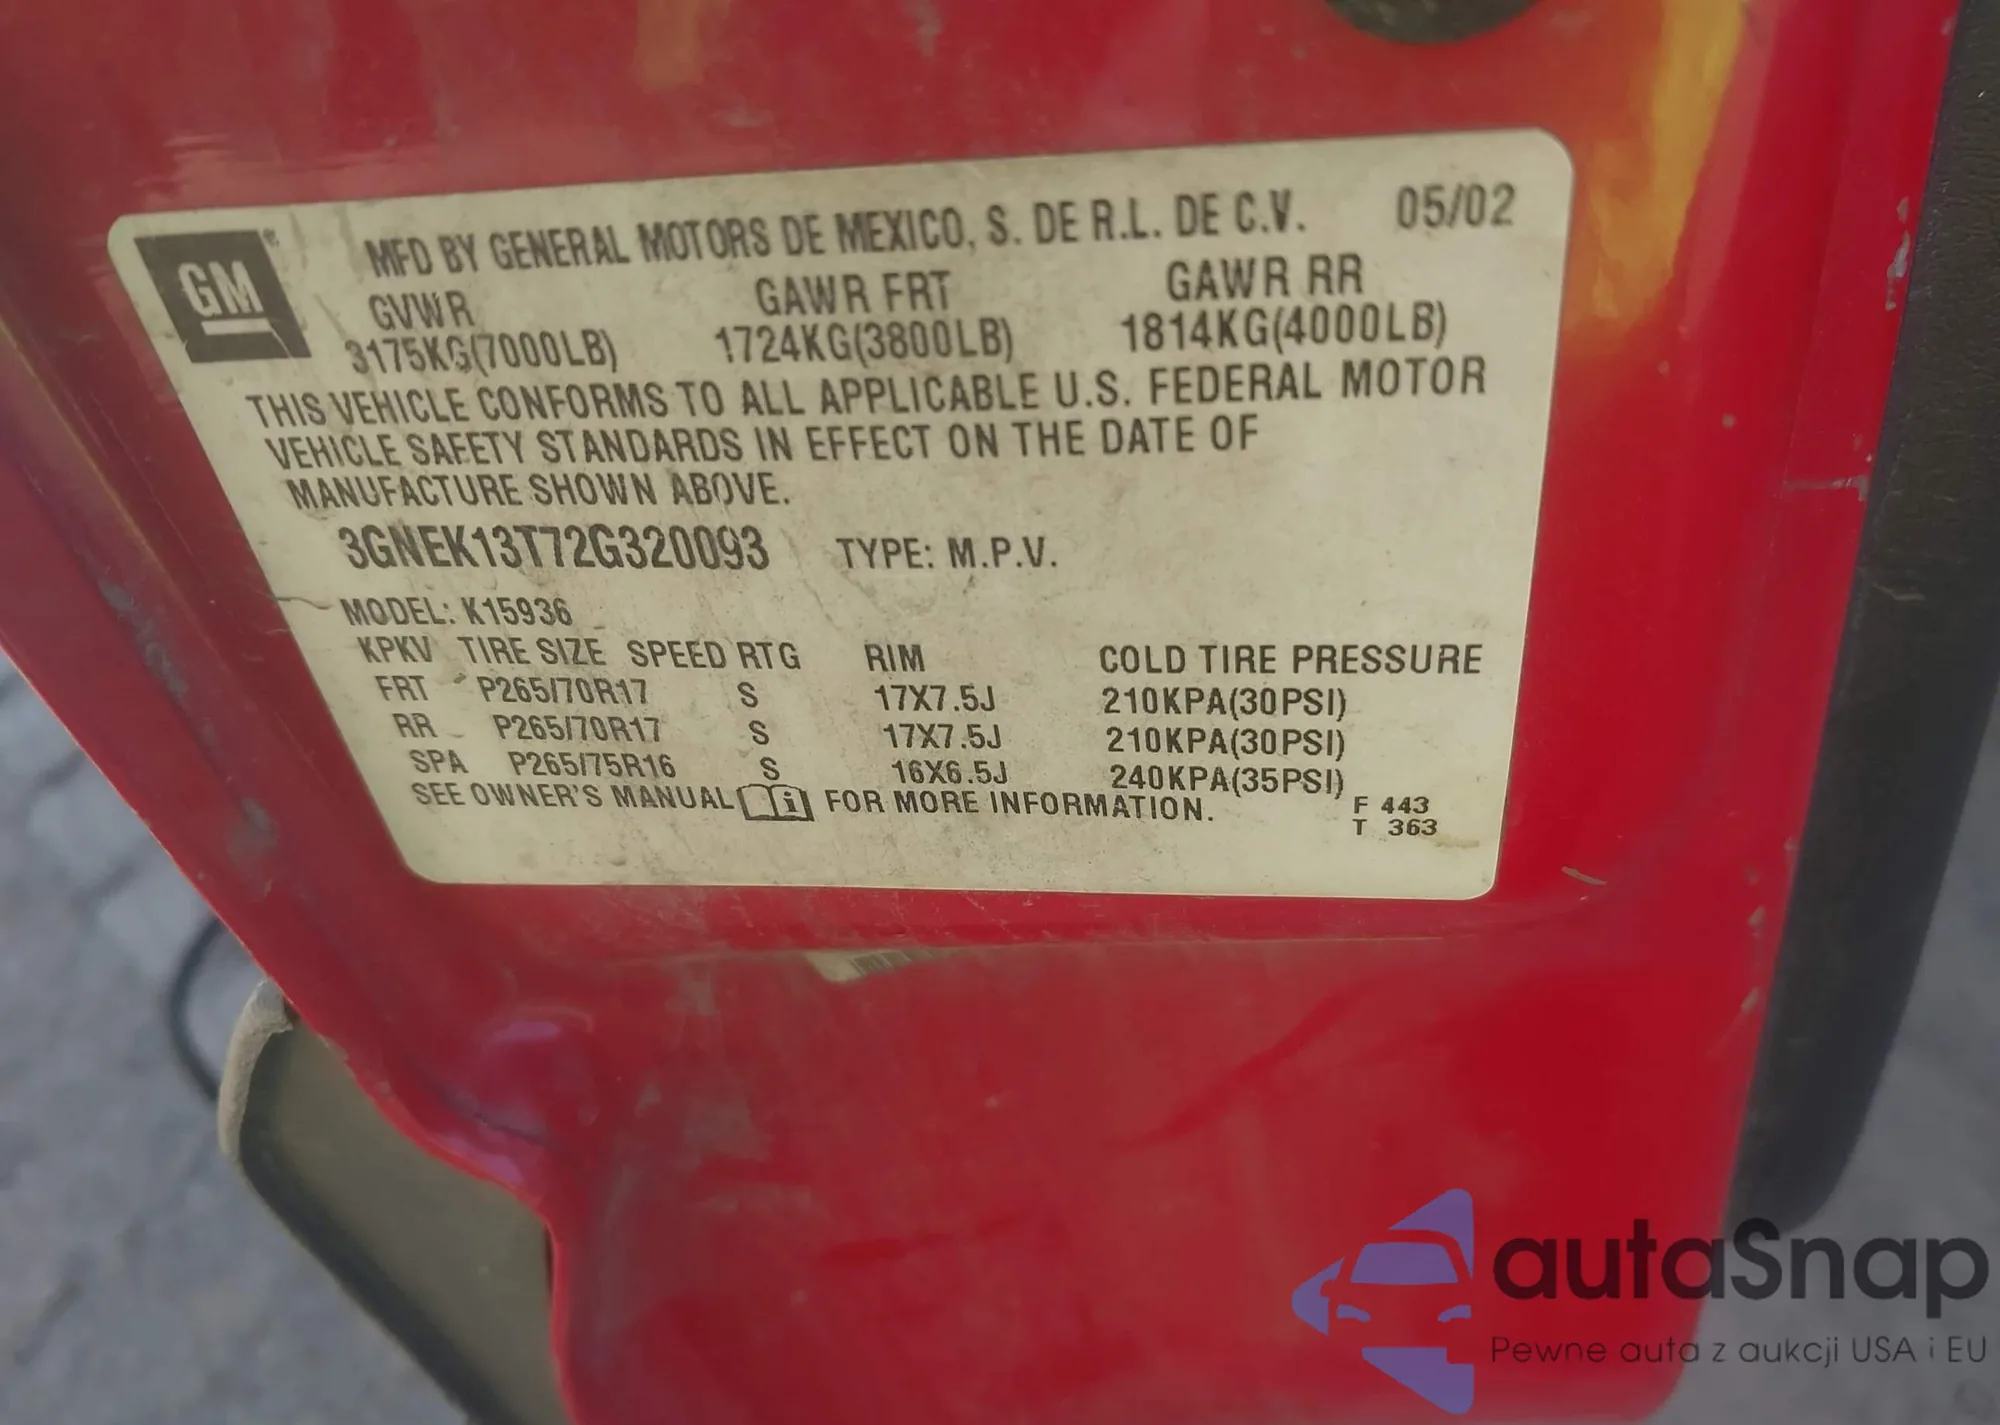 GM
MFD BY GENERAL MOTORS DE MEXICO, S. DE R.L. DE C.V. 05/02
GVWR GAWR FRT GAWR RR
3175KG(7000LB) 1724KG(3800LB) 1814KG(4000LB)
THIS VEHICLE CONFORMS TO ALL APPLICABLE U.S. FEDERAL MOTOR
VEHICLE SAFETY STANDARDS IN EFFECT ON THE DATE OF
MANUFACTURE SHOWN ABOVE.
3GNEK13T72G320093 TYPE: M.P.V.
MODEL: K15936
KPKV TIRE SIZE SPEED RTG RIM COLD TIRE PRESSURE
FRT P265/70R17 S 17X7.5J 210KPA(30PSI)
RR P265/70R17 S 17X7.5J 210KPA(30PSI)
SPA P265/75R16 S 16X6.5J 240KPA(35PSI)
SEE OWNER'S MANUAL i FOR MORE INFORMATION.
F 443
T 363
autaSnap
Pewne auta z aukcji USA i EU